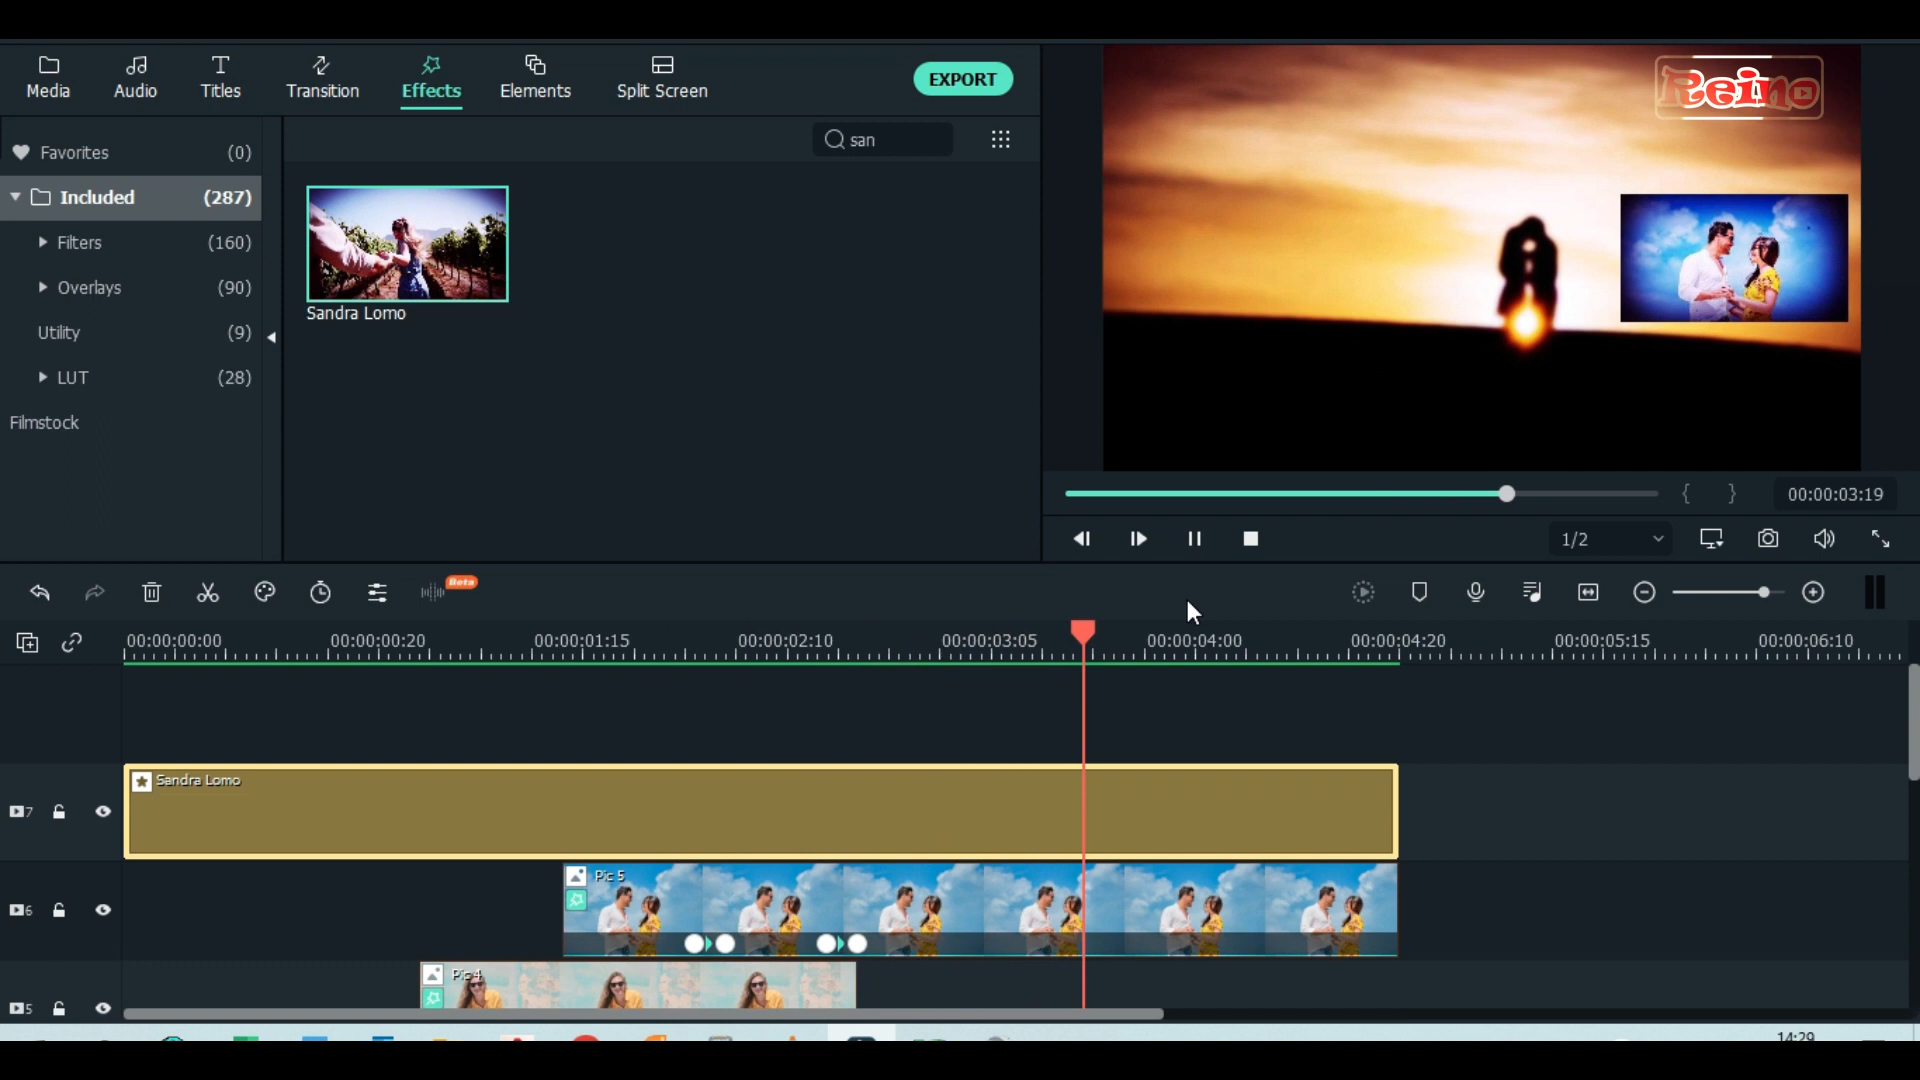 Media
Audio
Titles
Transition
Effects
Elements
Split Screen
EXPORT
Reino
Favorites (0)
Included (287)
Filters (160)
Overlays (90)
Utility (9)
LUT (28)
Filmstock
san
Sandra Lomo
00:00:03:19
1/2
Beta
00:00:00:00
00:00:00:20
00:00:01:15
00:00:02:10
00:00:03:05
00:00:04:00
00:00:04:20
00:00:05:15
00:00:06:10
Sandra Lomo
7
Pic 5
6
Pic 4
5
14:29